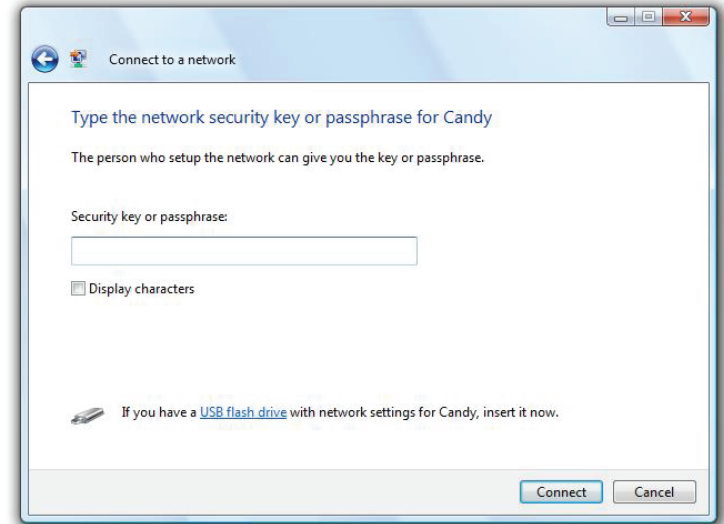 Connect to a network
Type the network security key or passphrase for Candy
The person who setup the network can give you the key or passphrase.
Security key or passphrase:
Display characters
If you have a USB flash drive with network settings for Candy, insert it now.
Connect Cancel